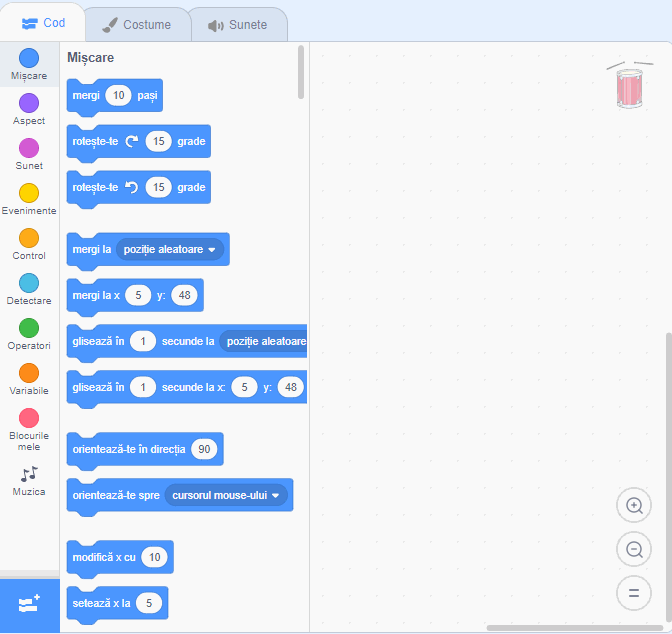 Cod
Costume
Sunete
Mișcare
Aspect
Sunet
Evenimente
Control
Detectare
Operatori
Variabile
Blocurile
mele
Muzica
Mișcare
mergi 10 pași
rotește-te 15 grade
rotește-te 15 grade
mergi la poziție aleatoare
mergi la x 5 y: 48
glisează în 1 secunde la poziție aleatoare
glisează în 1 secunde la x: 5 y: 48
orientează-te în direcția 90
orientează-te spre cursorul mouse-ului
modifică x cu 10
setează x la 5